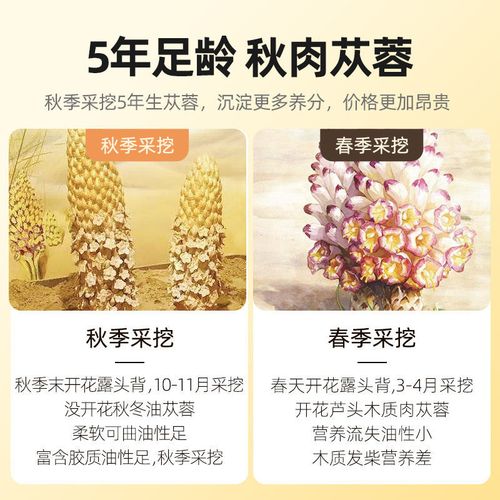 5年足龄 秋肉苁蓉
秋季采挖5年生苁蓉，沉淀更多养分，价格更加昂贵
秋季采挖
春季采挖
秋季采挖
秋季末开花露头背,10-11月采挖
没开花秋冬油苁蓉
柔软可曲油性足
富含胶质油性足,秋季采挖
春季采挖
春天开花露头背,3-4月采挖
开花芦头木质肉苁蓉
营养流失油性小
木质发柴营养差